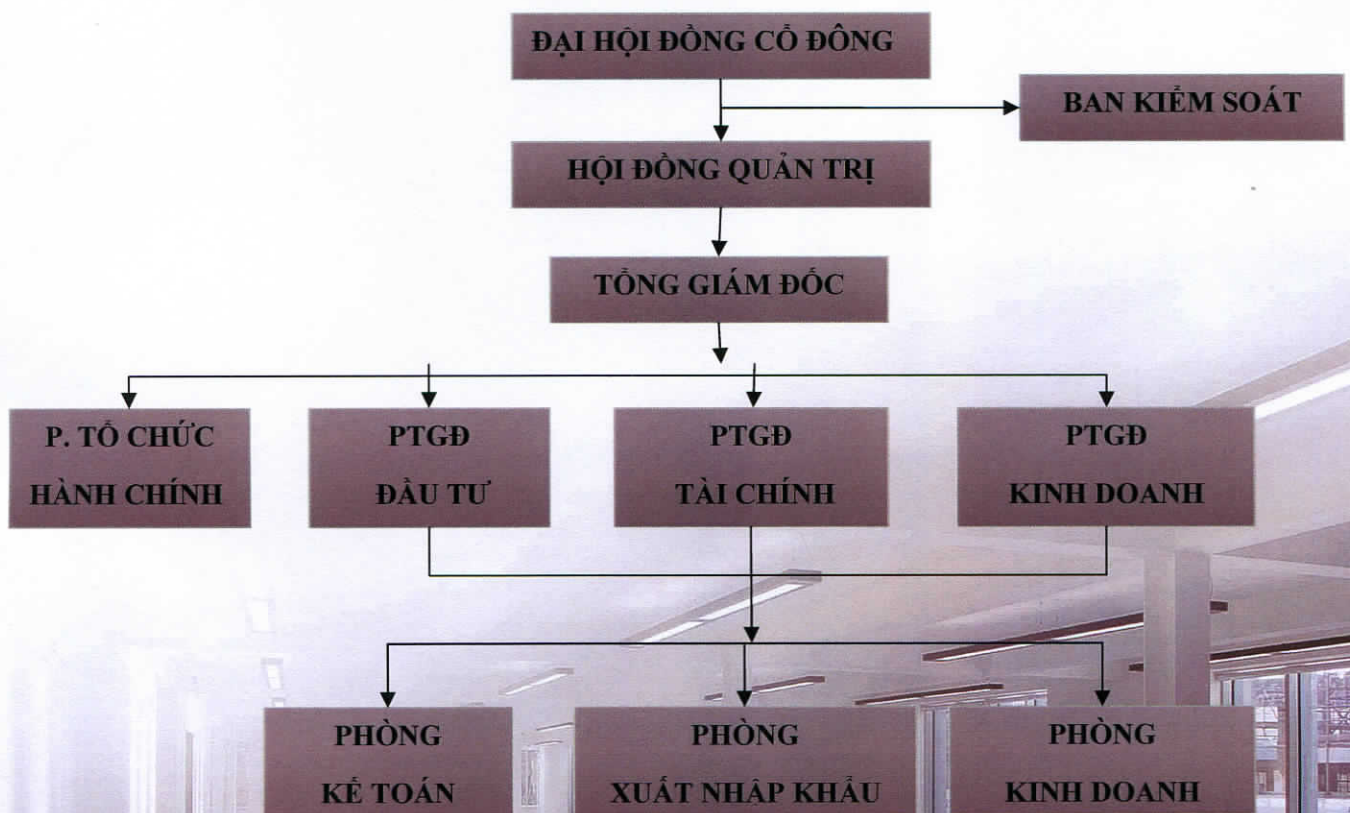 ĐẠI HỘI ĐỒNG CỔ ĐÔNG
BAN KIỂM SOÁT
HỘI ĐỒNG QUẢN TRỊ
TỔNG GIÁM ĐỐC
P. TỔ CHỨC
HÀNH CHÍNH
PTGĐ
ĐẦU TƯ
PTGĐ
TÀI CHÍNH
PTGĐ
KINH DOANH
PHÒNG
KẾ TOÁN
PHÒNG
XUẤT NHẬP KHẨU
PHÒNG
KINH DOANH